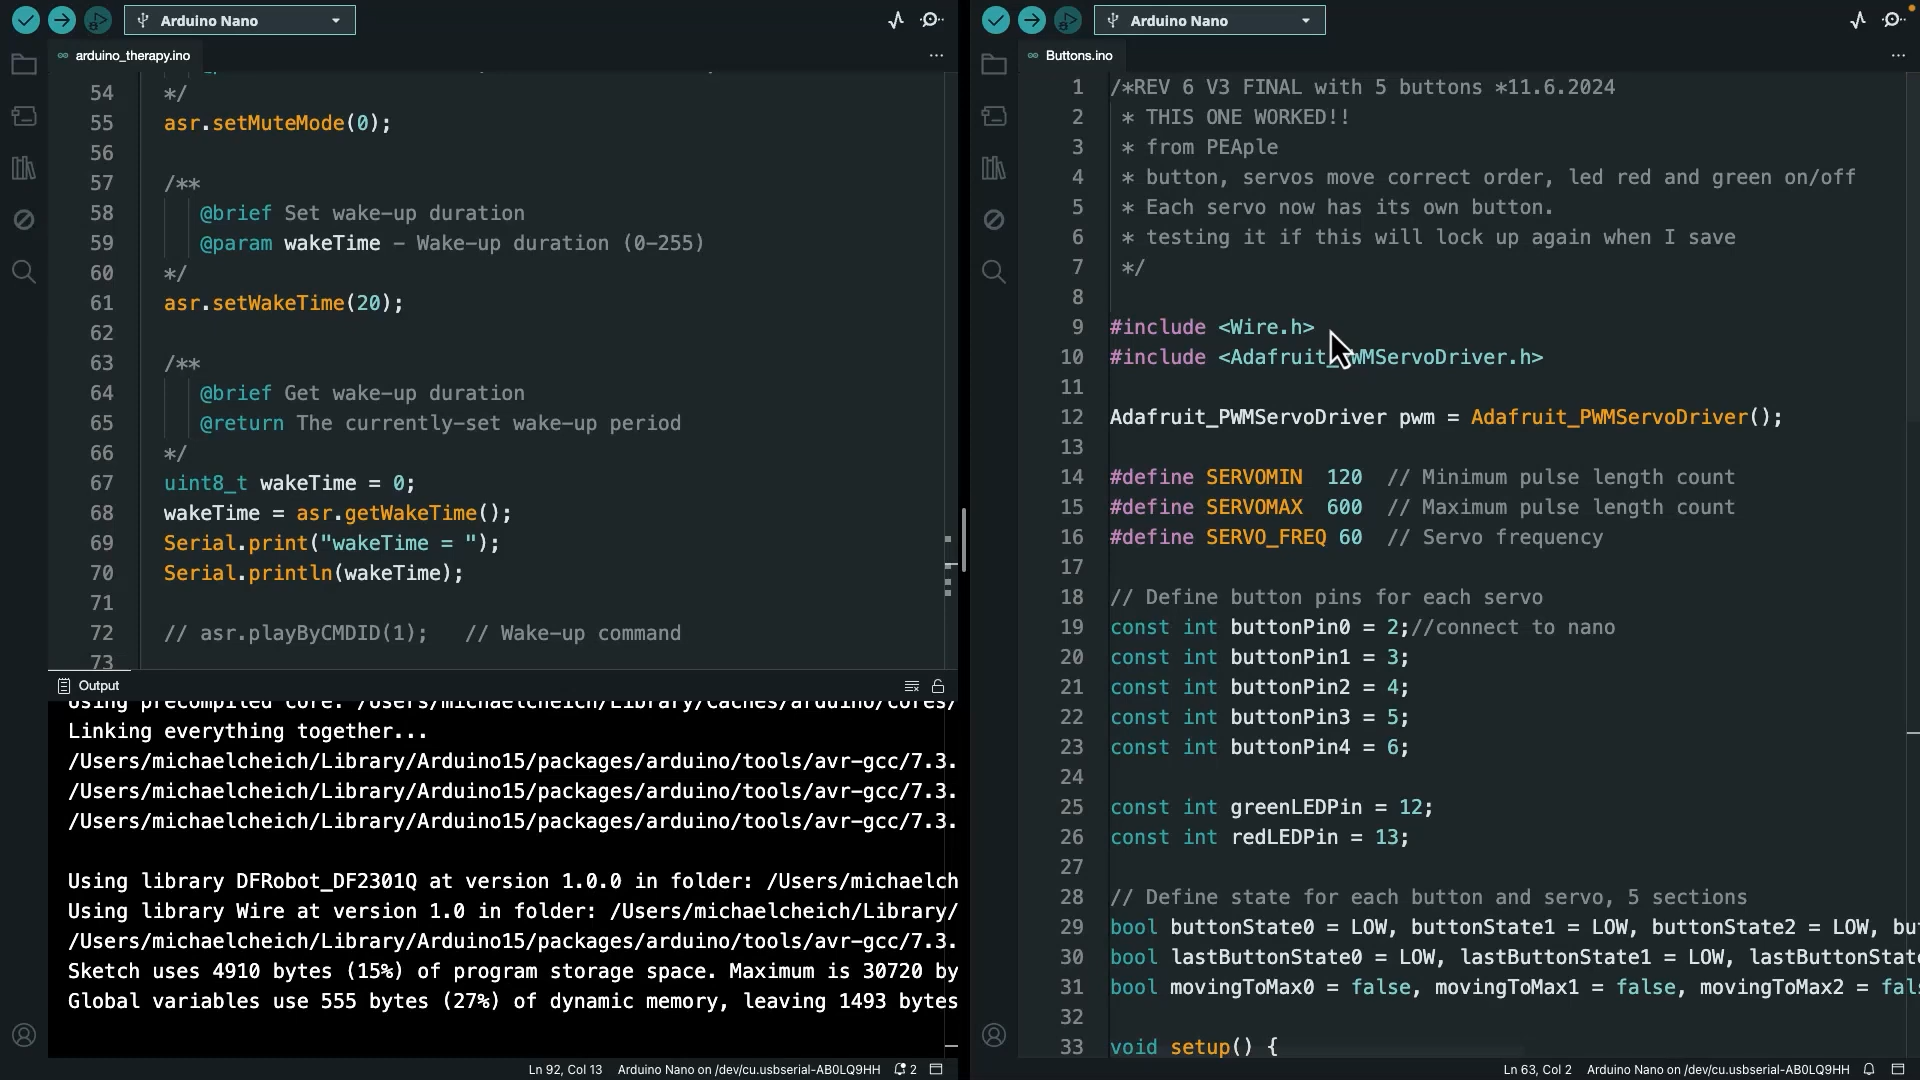 Arduino Nano
arduino_therapy.ino
54 */
55 asr.setMuteMode(0);
56
57 /**
58 @brief Set wake-up duration
59 @param wakeTime - Wake-up duration (0-255)
60 */
61 asr.setWakeTime(20);
62
63 /**
64 @brief Get wake-up duration
65 @return The currently-set wake-up period
66 */
67 uint8_t wakeTime = 0;
68 wakeTime = asr.getWakeTime();
69 Serial.print("wakeTime = ");
70 Serial.println(wakeTime);
71
72 // asr.playByCMDID(1);   // Wake-up command
73
Output
Using precompiled core: /Users/michaelcheich/Library/Caches/arduino/cores/
Linking everything together...
/Users/michaelcheich/Library/Arduino15/packages/arduino/tools/avr-gcc/7.3.
/Users/michaelcheich/Library/Arduino15/packages/arduino/tools/avr-gcc/7.3.
/Users/michaelcheich/Library/Arduino15/packages/arduino/tools/avr-gcc/7.3.
Using library DFRobot_DF2301Q at version 1.0.0 in folder: /Users/michaelch
Using library Wire at version 1.0 in folder: /Users/michaelcheich/Library/
/Users/michaelcheich/Library/Arduino15/packages/arduino/tools/avr-gcc/7.3.
Sketch uses 4910 bytes (15%) of program storage space. Maximum is 30720 by
Global variables use 555 bytes (27%) of dynamic memory, leaving 1493 bytes
Ln 92, Col 13 Arduino Nano on /dev/cu.usbserial-AB0LQ9HH 2
Arduino Nano
Buttons.ino
1 /*REV 6 V3 FINAL with 5 buttons *11.6.2024
2 * THIS ONE WORKED!!
3 * from PEAple
4 * button, servos move correct order, led red and green on/off
5 * Each servo now has its own button.
6 * testing it if this will lock up again when I save
7 */
8
9 #include <Wire.h>
10 #include <Adafruit_PWMServoDriver.h>
11
12 Adafruit_PWMServoDriver pwm = Adafruit_PWMServoDriver();
13
14 #define SERVOMIN  120  // Minimum pulse length count
15 #define SERVOMAX  600  // Maximum pulse length count
16 #define SERVO_FREQ 60  // Servo frequency
17
18 // Define button pins for each servo
19 const int buttonPin0 = 2;//connect to nano
20 const int buttonPin1 = 3;
21 const int buttonPin2 = 4;
22 const int buttonPin3 = 5;
23 const int buttonPin4 = 6;
24
25 const int greenLEDPin = 12;
26 const int redLEDPin = 13;
27
28 // Define state for each button and servo, 5 sections
29 bool buttonState0 = LOW, buttonState1 = LOW, buttonState2 = LOW, bu
30 bool lastButtonState0 = LOW, lastButtonState1 = LOW, lastButtonState
31 bool movingToMax0 = false, movingToMax1 = false, movingToMax2 = fal
32
33 void setup() {
Ln 63, Col 2 Arduino Nano on /dev/cu.usbserial-AB0LQ9HH